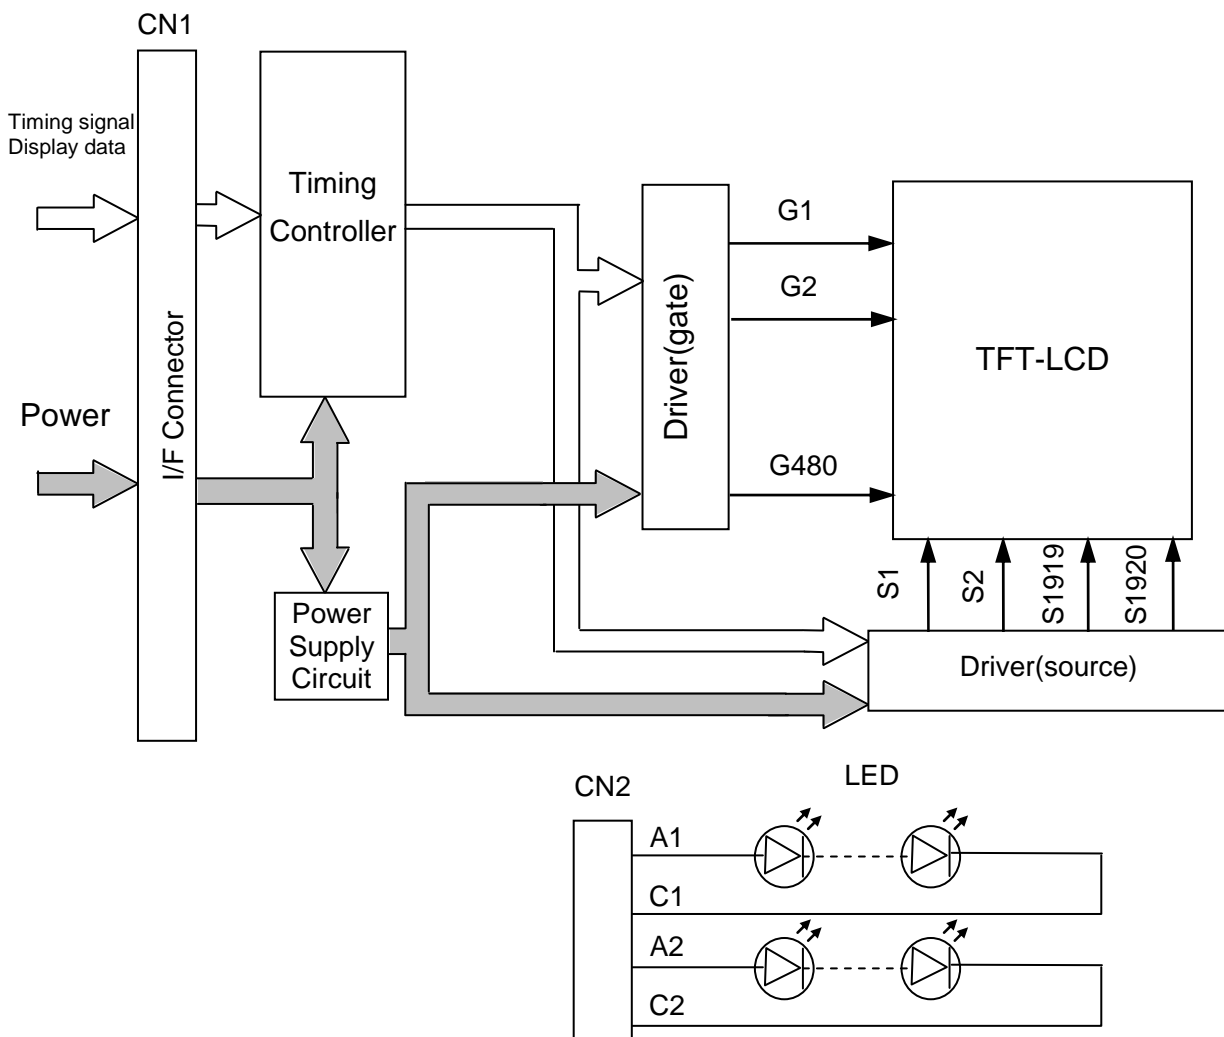 CN1
Timing signal
Display data
Timing
Controller
Power
I/F Connector
Driver(gate)
G1
G2
G480
TFT-LCD
S1
S2
S1919
S1920
Power
Supply
Circuit
Driver(source)
LED
CN2
A1
C1
A2
C2